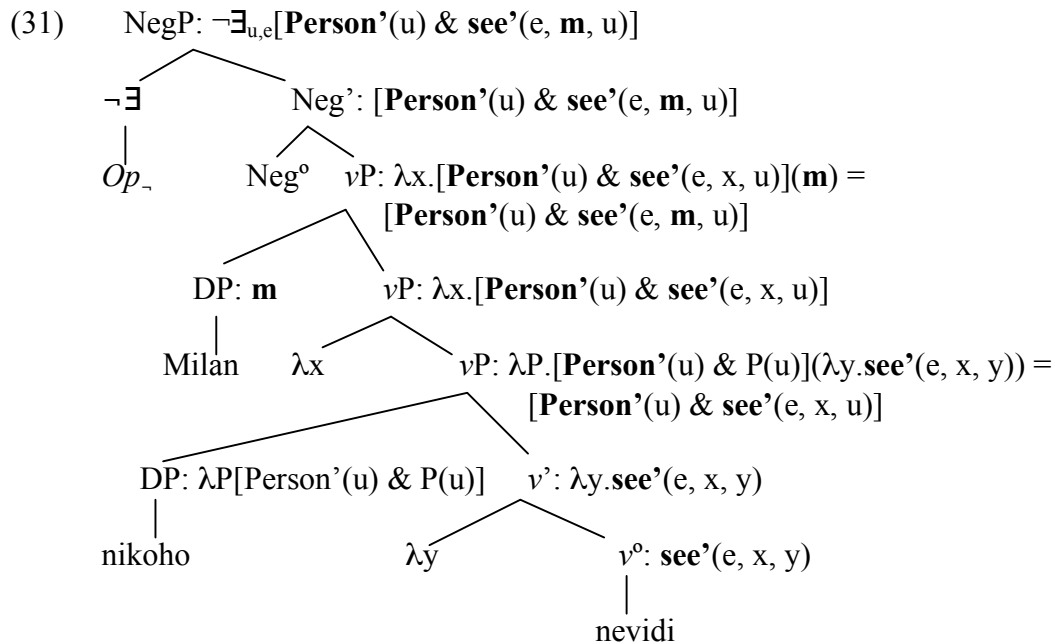 (31) NegP: ¬∃u,e[Person’(u) & see’(e, m, u)]
¬∃ Neg’: [Person’(u) & see’(e, m, u)]
Op¬ Negº vP: λx.[Person’(u) & see’(e, x, u)](m) =
[Person’(u) & see’(e, m, u)]
DP: m vP: λx.[Person’(u) & see’(e, x, u)]
Milan λx vP: λP.[Person’(u) & P(u)](λy.see’(e, x, y)) =
[Person’(u) & see’(e, x, u)]
DP: λP[Person’(u) & P(u)] v’: λy.see’(e, x, y)
nikoho λy vº: see’(e, x, y)
nevidi